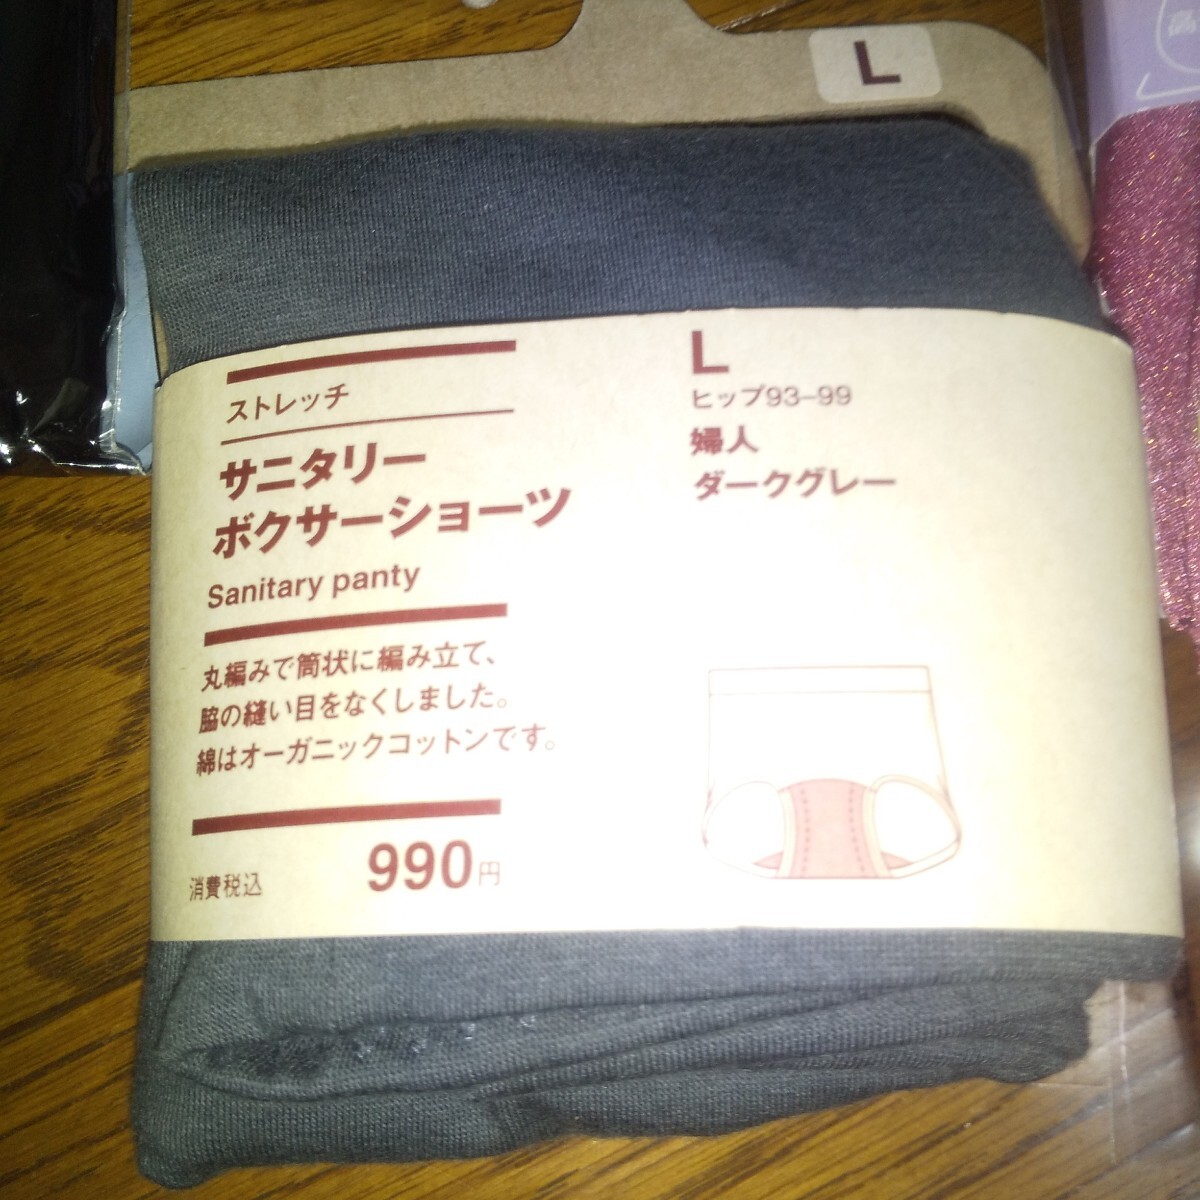 L
ストレッチ
サニタリー
ボクサーショーツ
Sanitary panty
丸編みで筒状に編み立て、
脇の縫い目をなくしました。
綿はオーガニックコットンです。
消費税込 990円
L
ヒップ93-99
婦人
ダークグレー